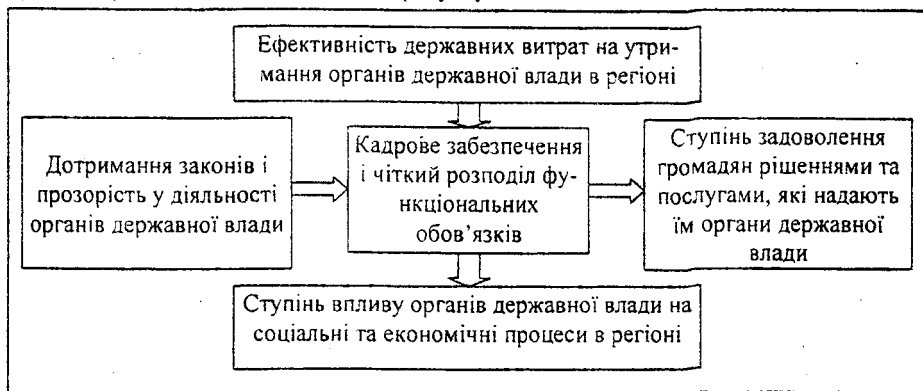 Ефективність державних витрат на утри-
мання органів державної влади в регіоні
Дотримання законів і
прозорість у діяльності
органів державної влади
Кадрове забезпечення
і чіткий розподіл фу-
нкціональних
обов’язків
Ступінь задоволення
громадян рішеннями та
послугами, які надають
їм органи державної
влади
Ступінь впливу органів державної влади на
соціальні та економічні процеси в регіоні